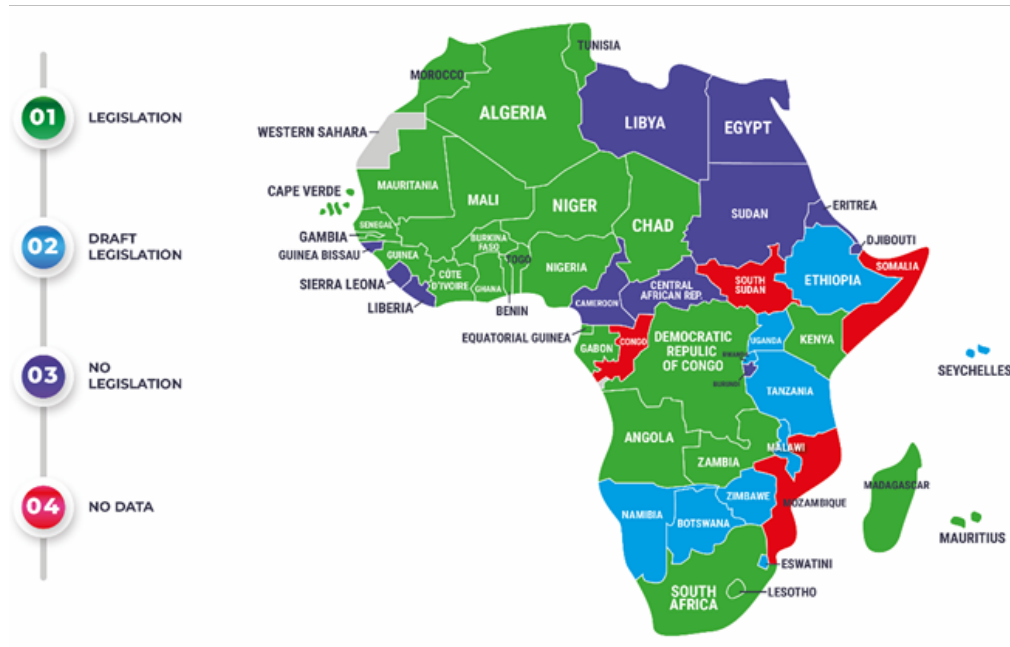 01
LEGISLATION
02
DRAFT
LEGISLATION
03
NO
LEGISLATION
04
NO DATA
TUNISIA
MOROCCO
ALGERIA
LIBYA
EGYPT
WESTERN SAHARA
MAURITANIA
CAPE VERDE
MALI
NIGER
CHAD
SUDAN
ERITREA
SENEGAL
GAMBIA
BURKINA
FASO
DJIBOUTI
GUINEA BISSAU
GUINEA
TOGO
NIGERIA
SOMALIA
SIERRA LEONA
CÔTE
D'IVOIRE
GHANA
SOUTH
SUDAN
ETHIOPIA
CENTRAL
AFRICAN REP.
CAMEROON
LIBERIA
BENIN
EQUATORIAL GUINEA
GABON
CONGO
DEMOCRATIC
REPULIC
OF CONGO
UGANDA
KENYA
RWANDA
BURUNDI
SEYCHELLES
TANZANIA
ANGOLA
MALAWI
ZAMBIA
MADAGASCAR
ZIMBAWE
MOZAMBIQUE
NAMIBIA
BOTSWANA
MAURITIUS
ESWATINI
SOUTH
AFRICA
LESOTHO